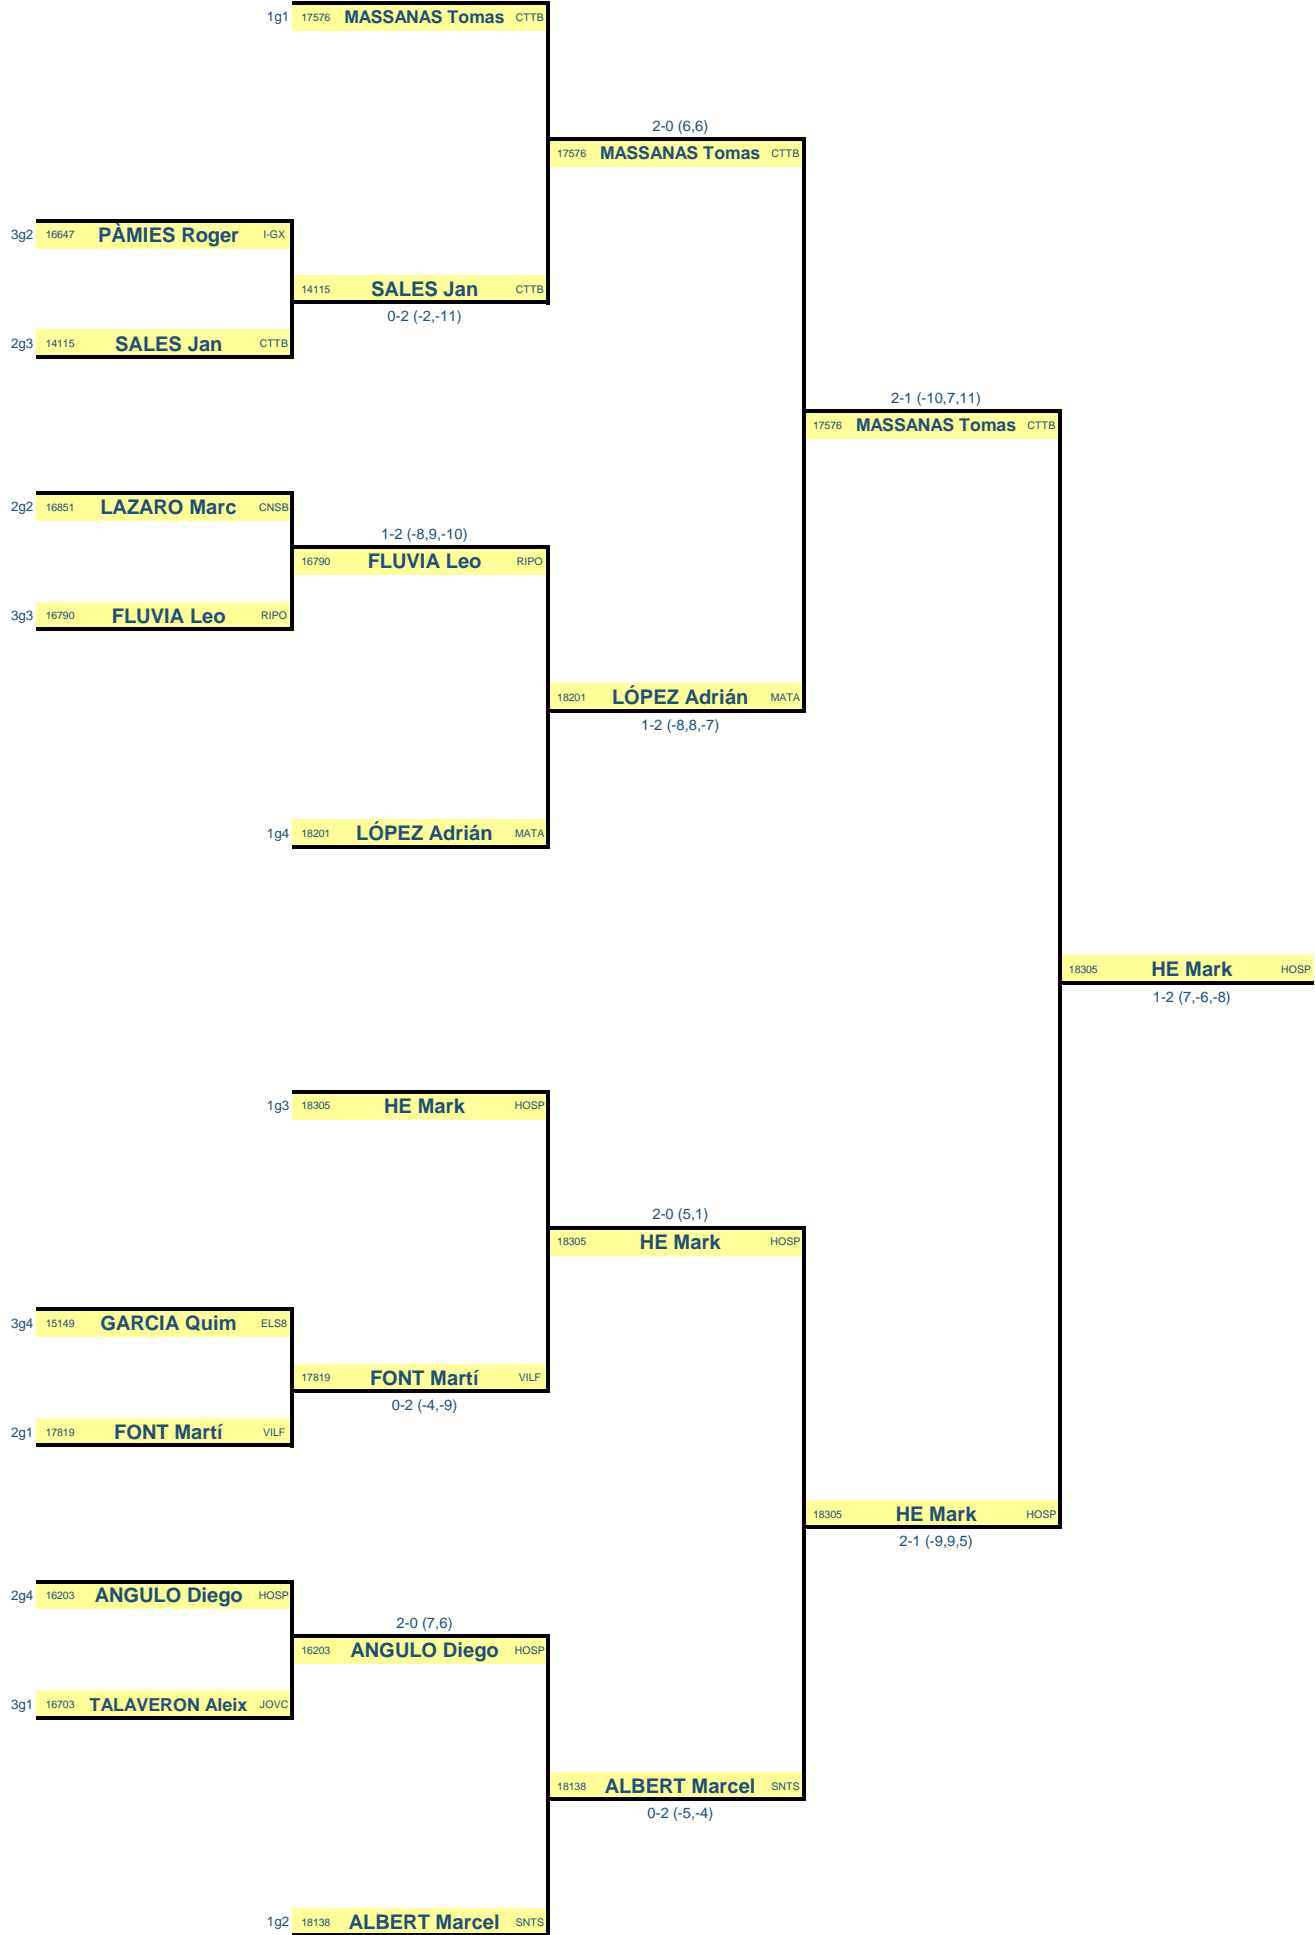 1g1 17576 MASSANAS Tomas CTTB
2-0 (6,6)
17576 MASSANAS Tomas CTTB
3g2 16647 PÀMIES Roger I-GX
14115 SALES Jan CTTB
0-2 (-2,-11)
2g3 14115 SALES Jan CTTB
2-1 (-10,7,11)
17576 MASSANAS Tomas CTTB
2g2 16851 LAZARO Marc CNSB
1-2 (-8,9,-10)
16790 FLUVIA Leo RIPO
3g3 16790 FLUVIA Leo RIPO
18201 LÓPEZ Adrián MATA
1-2 (-8,8,-7)
1g4 18201 LÓPEZ Adrián MATA
18305 HE Mark HOSP
1-2 (7,-6,-8)
1g3 18305 HE Mark HOSP
2-0 (5,1)
18305 HE Mark HOSP
3g4 15149 GARCIA Quim ELS8
17819 FONT Martí VILF
0-2 (-4,-9)
2g1 17819 FONT Martí VILF
18305 HE Mark HOSP
2-1 (-9,9,5)
2g4 16203 ANGULO Diego HOSP
2-0 (7,6)
16203 ANGULO Diego HOSP
3g1 16703 TALAVERON Aleix JOVC
18138 ALBERT Marcel SNTS
0-2 (-5,-4)
1g2 18138 ALBERT Marcel SNTS